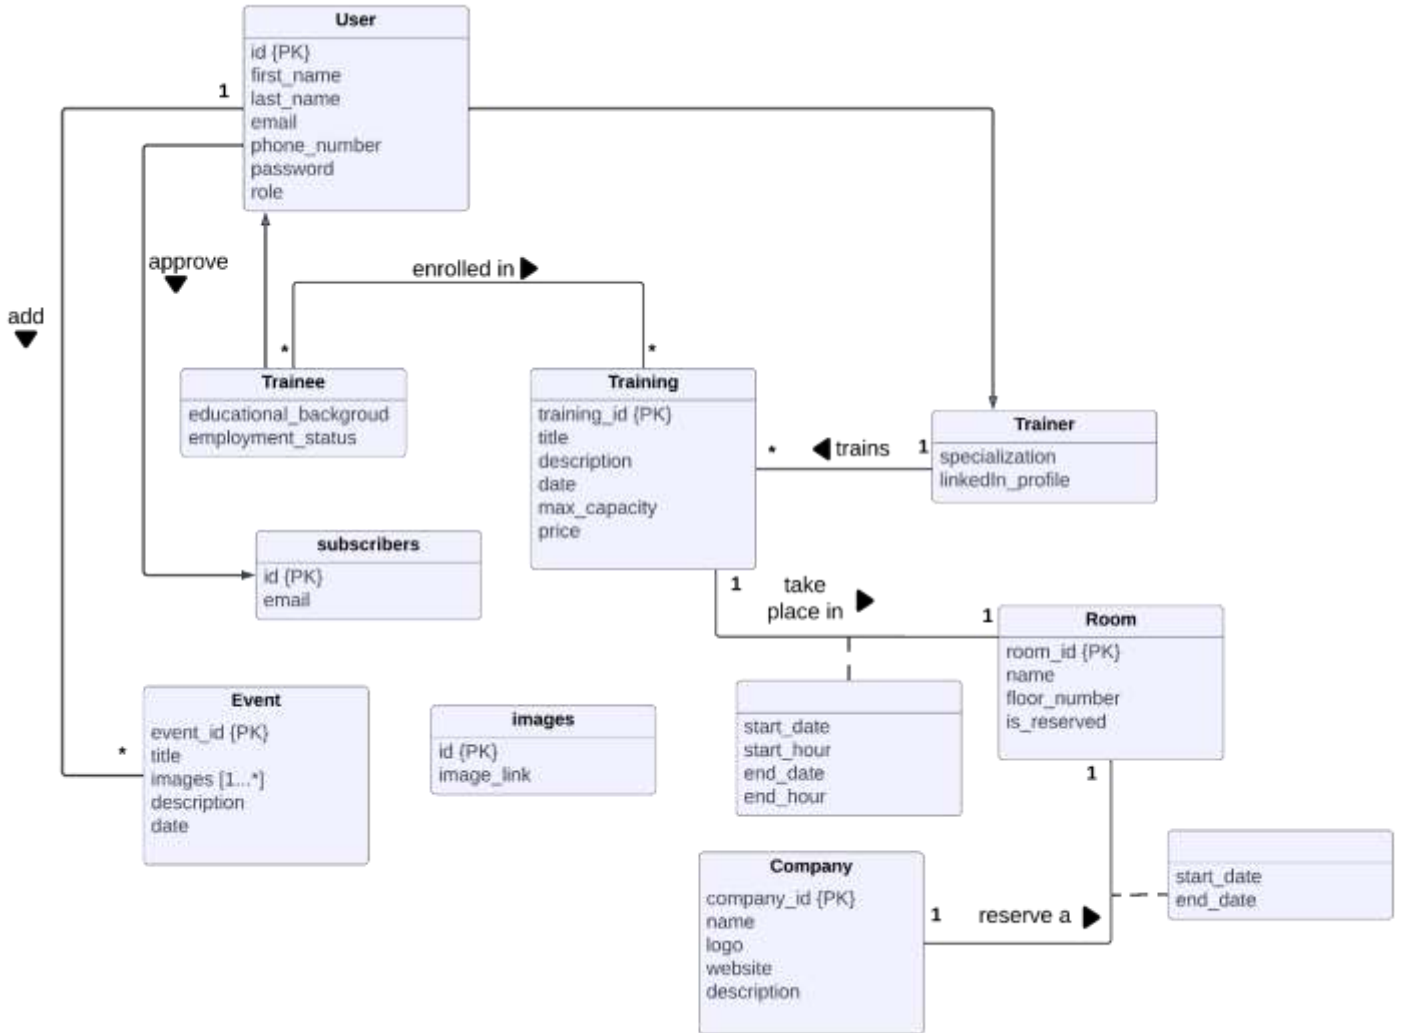 User
id {PK}
first_name
last_name
email
phone_number
password
role
1
approve
add
enrolled in
*
*
Trainee
educational_backgroud
employment_status
Training
training_id {PK}
title
description
date
max_capacity
price
*
trains
1
Trainer
specialization
linkedIn_profile
subscribers
id {PK}
email
1
take
place in
1
Room
room_id {PK}
name
floor_number
is_reserved
start_date
start_hour
end_date
end_hour
Event
event_id {PK}
title
images [1...*]
description
date
*
images
id {PK}
image_link
1
Company
company_id {PK}
name
logo
website
description
1
reserve a
start_date
end_date